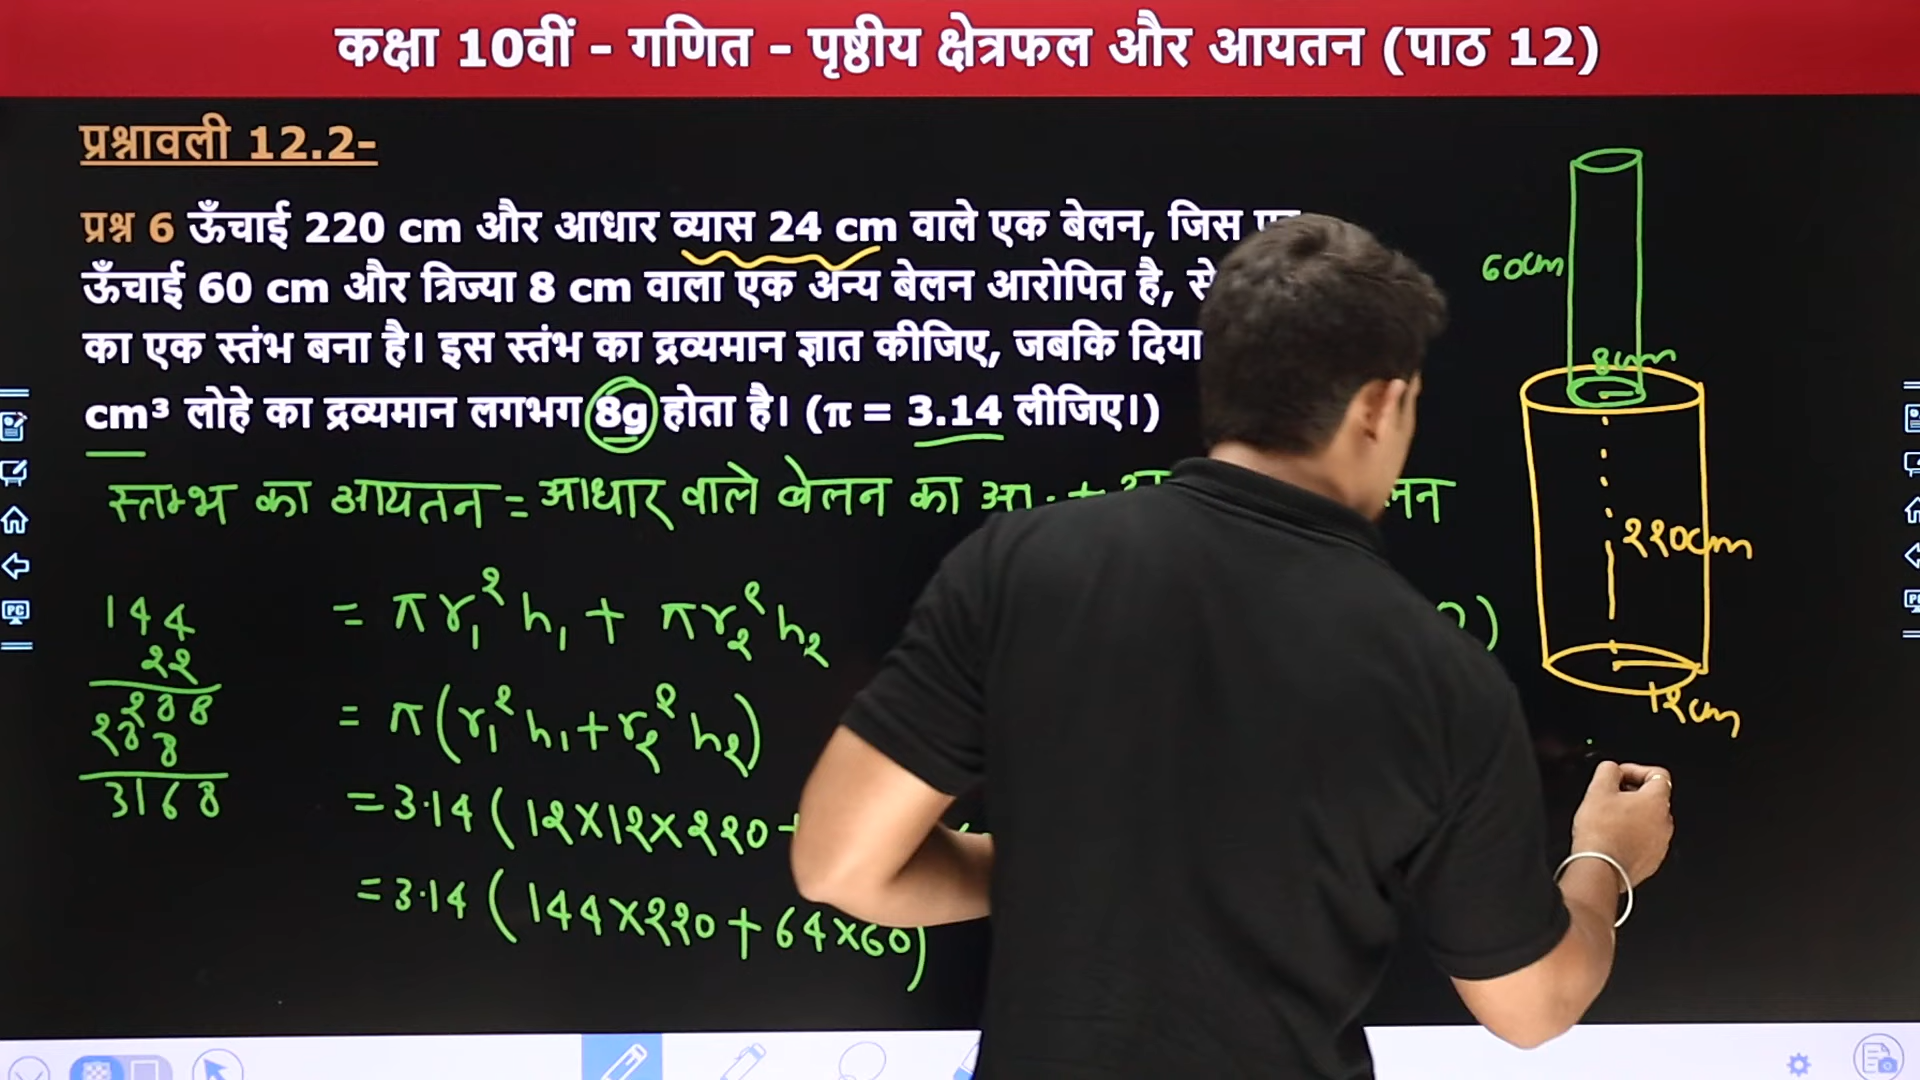 कक्षा 10वीं - गणित - पृष्ठीय क्षेत्रफल और आयतन (पाठ 12)
प्रश्नावली 12.2-
प्रश्न 6 ऊँचाई 220 cm और आधार व्यास 24 cm वाले एक बेलन, जिस
ऊँचाई 60 cm और त्रिज्या 8 cm वाला एक अन्य बेलन आरोपित है, से
का एक स्तंभ बना है। इस स्तंभ का द्रव्यमान ज्ञात कीजिए, जबकि दिया
cm³ लोहे का द्रव्यमान लगभग 8g होता है। (π = 3.14 लीजिए।)
स्तम्भ का आयतन = आधार वाले बेलन का आ. +
= πr₁²h₁ + πr₂²h₂
= π(r₁²h₁+r₂²h₂)
= 3.14 (12×12×220+
= 3.14 (144×220 + 64×60)
144
22
288
288
3168
60cm
8cm
220cm
12cm
PC